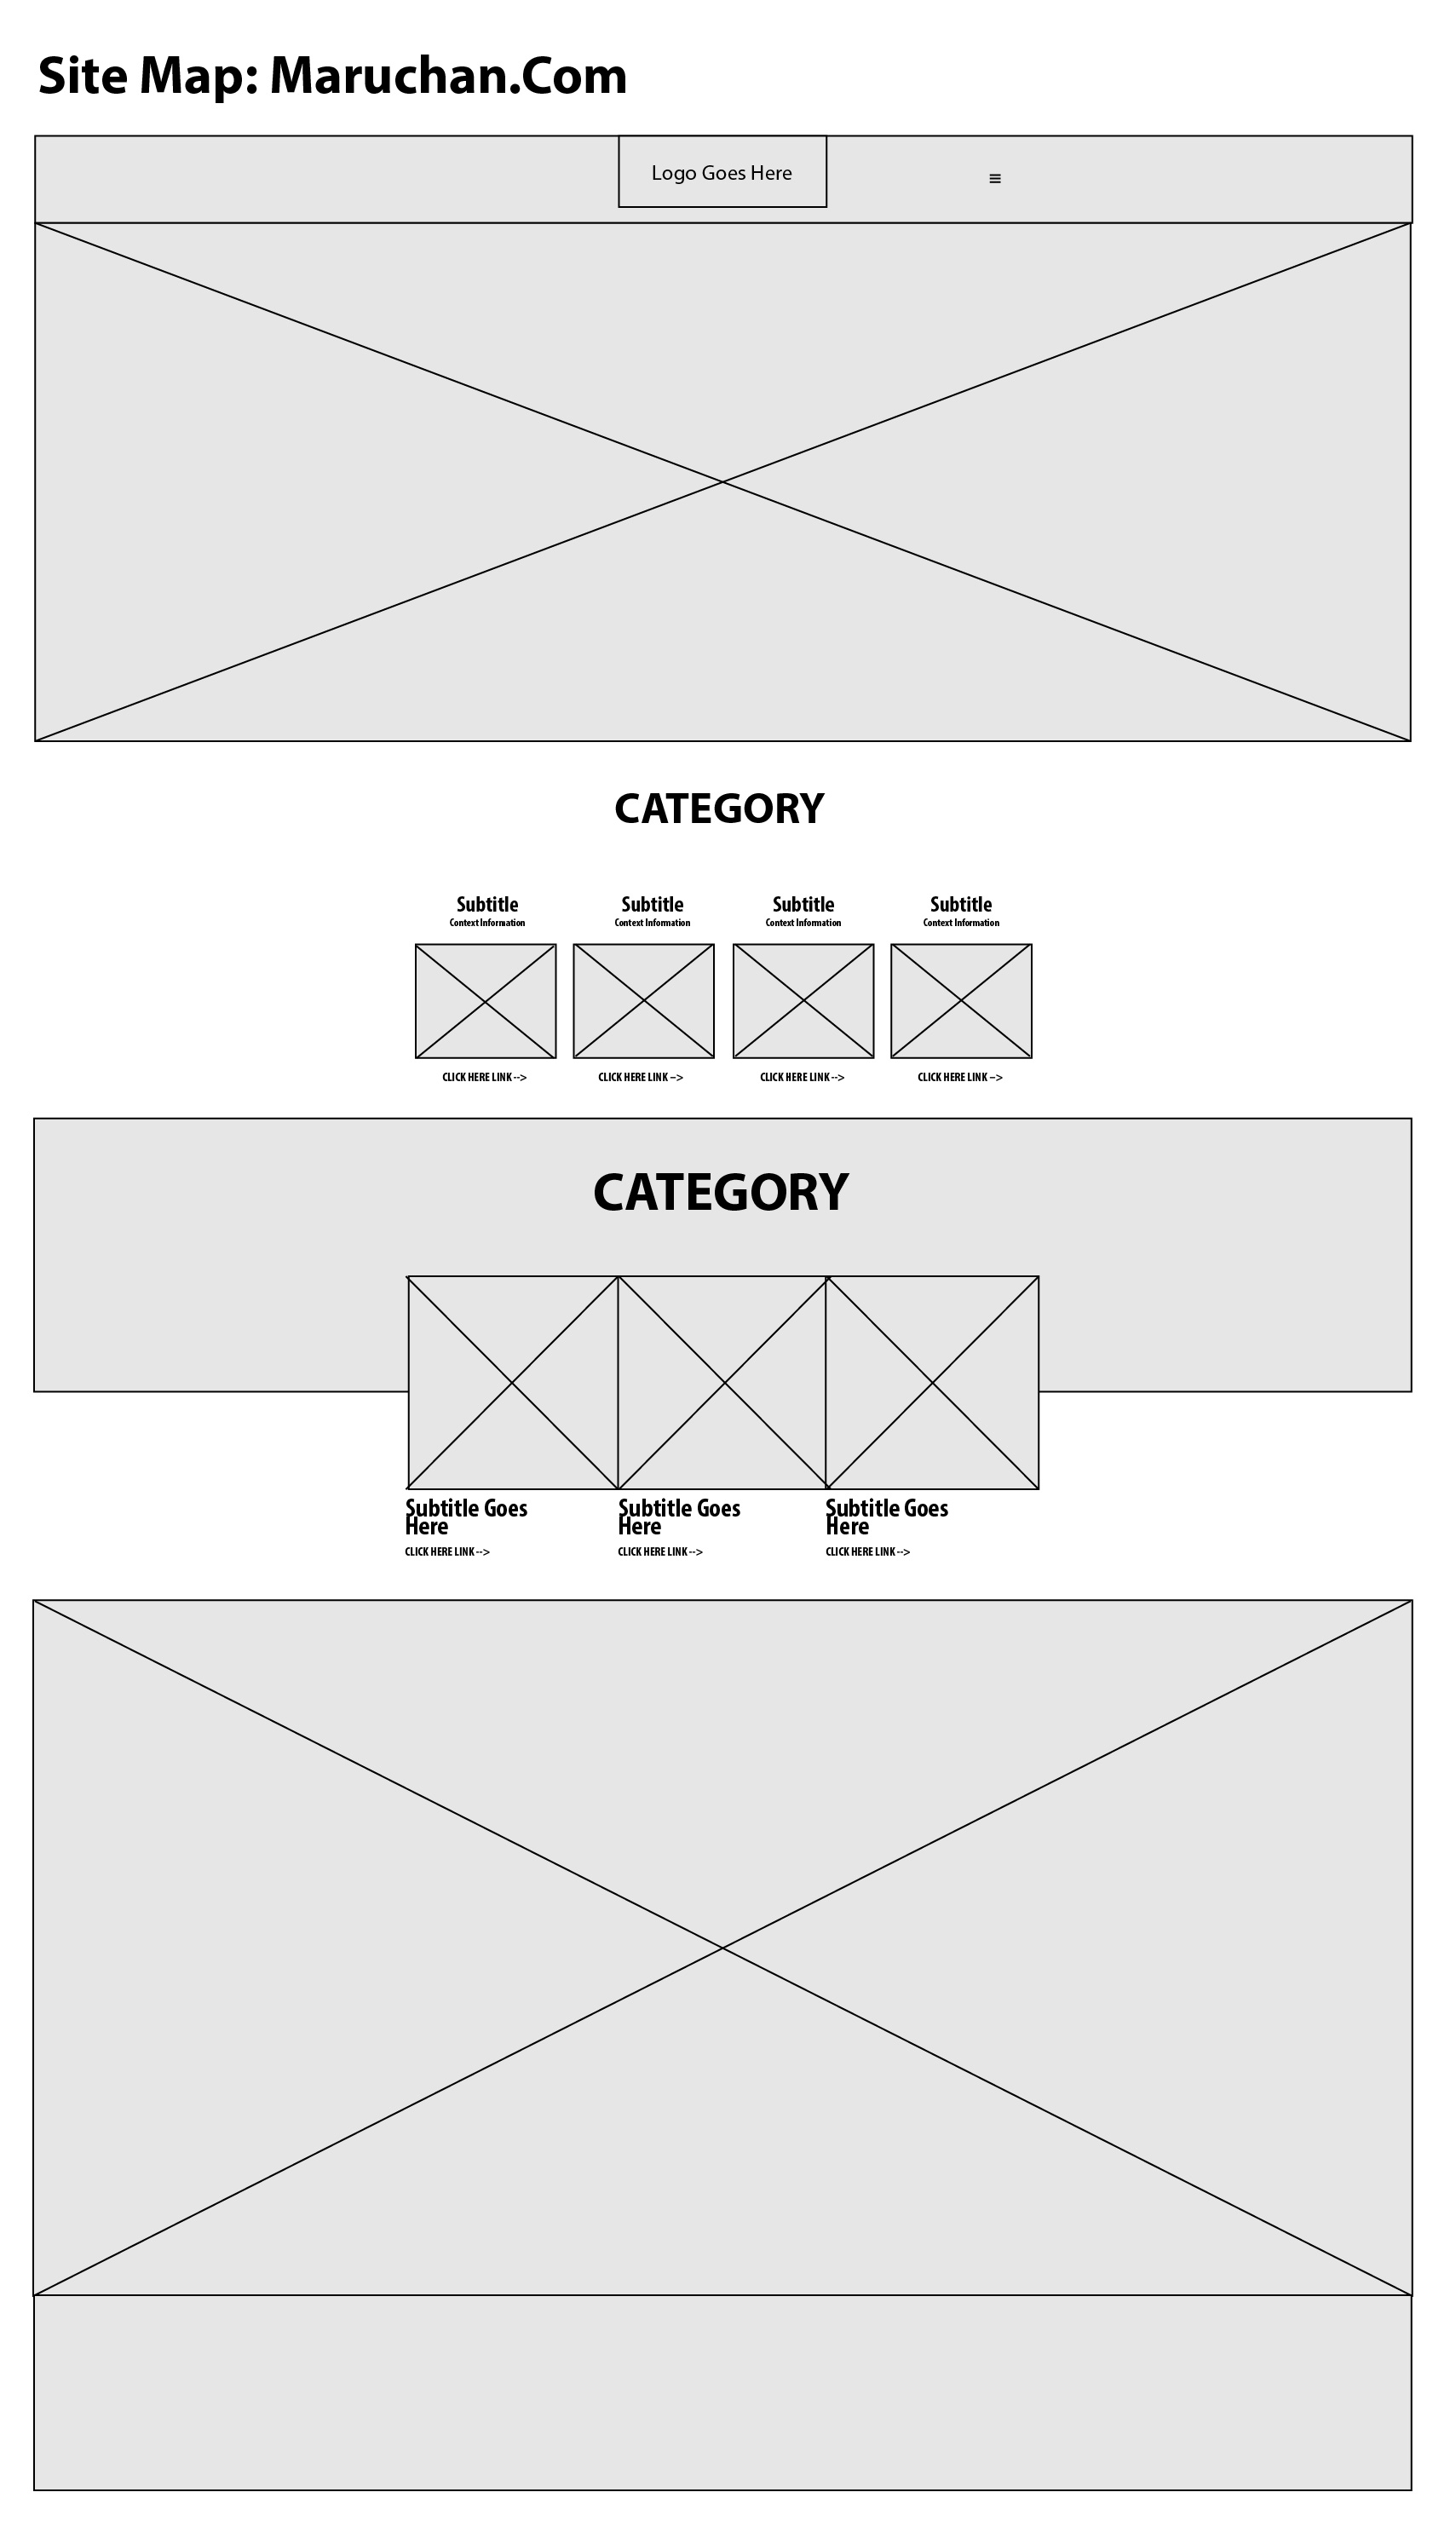 Site Map: Maruchan.Com
Logo Goes Here
≡
CATEGORY
Subtitle Subtitle Subtitle Subtitle
Context Information Context Information Context Information Context Information
CLICK HERE LINK --> CLICK HERE LINK --> CLICK HERE LINK --> CLICK HERE LINK -->
CATEGORY
Subtitle Goes Subtitle Goes Subtitle Goes
Here Here Here
CLICK HERE LINK --> CLICK HERE LINK --> CLICK HERE LINK -->